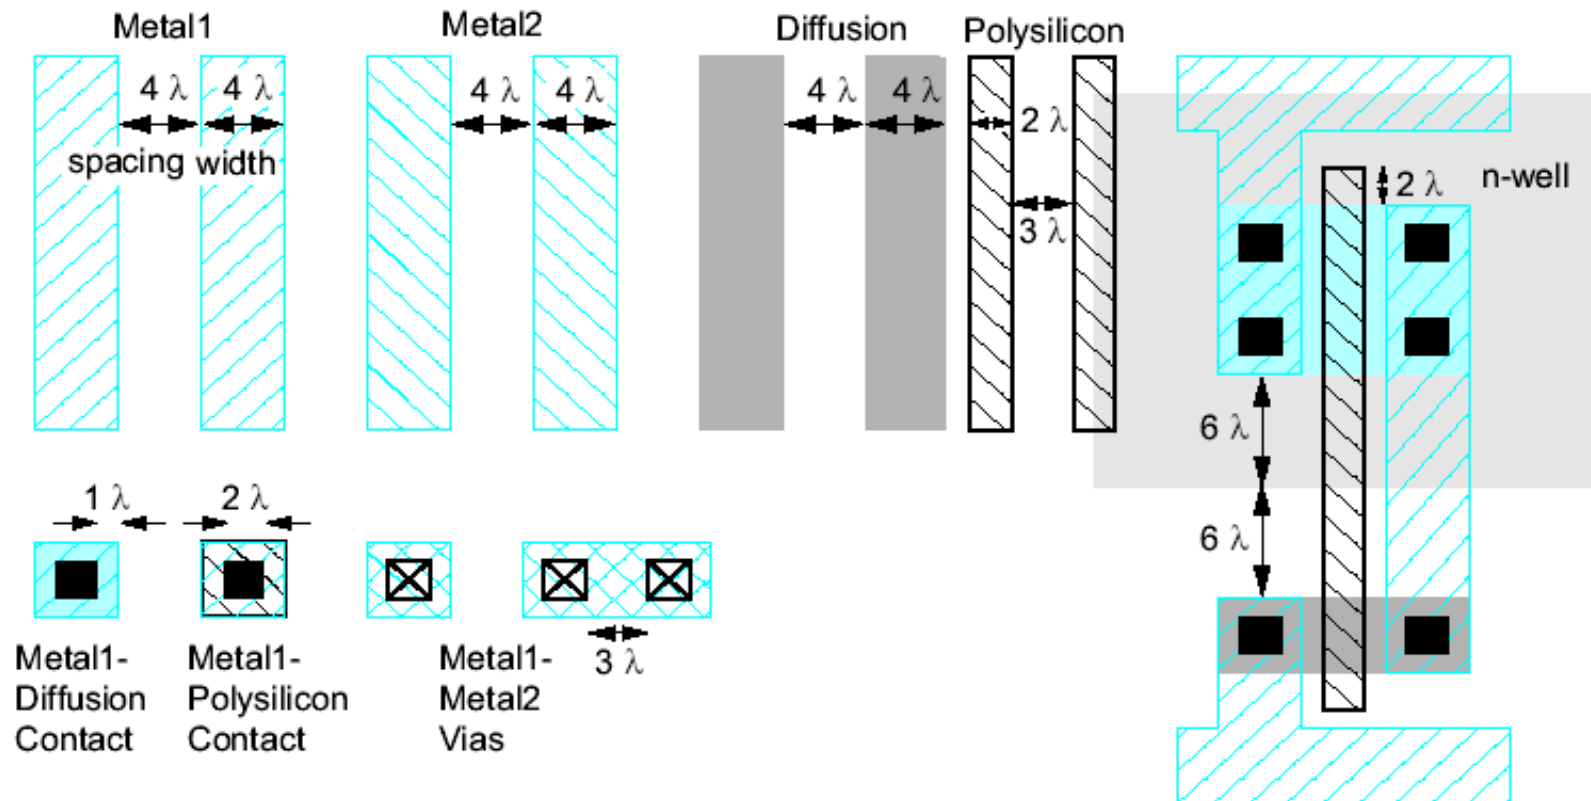 Metal1
Metal2
Diffusion
Polysilicon
4 λ
4 λ
4 λ
4 λ
4 λ
4 λ
2 λ
spacing width
3 λ
2 λ
n-well
6 λ
6 λ
1 λ
2 λ
3 λ
Metal1-
Diffusion
Contact
Metal1-
Polysilicon
Contact
Metal1-
Metal2
Vias